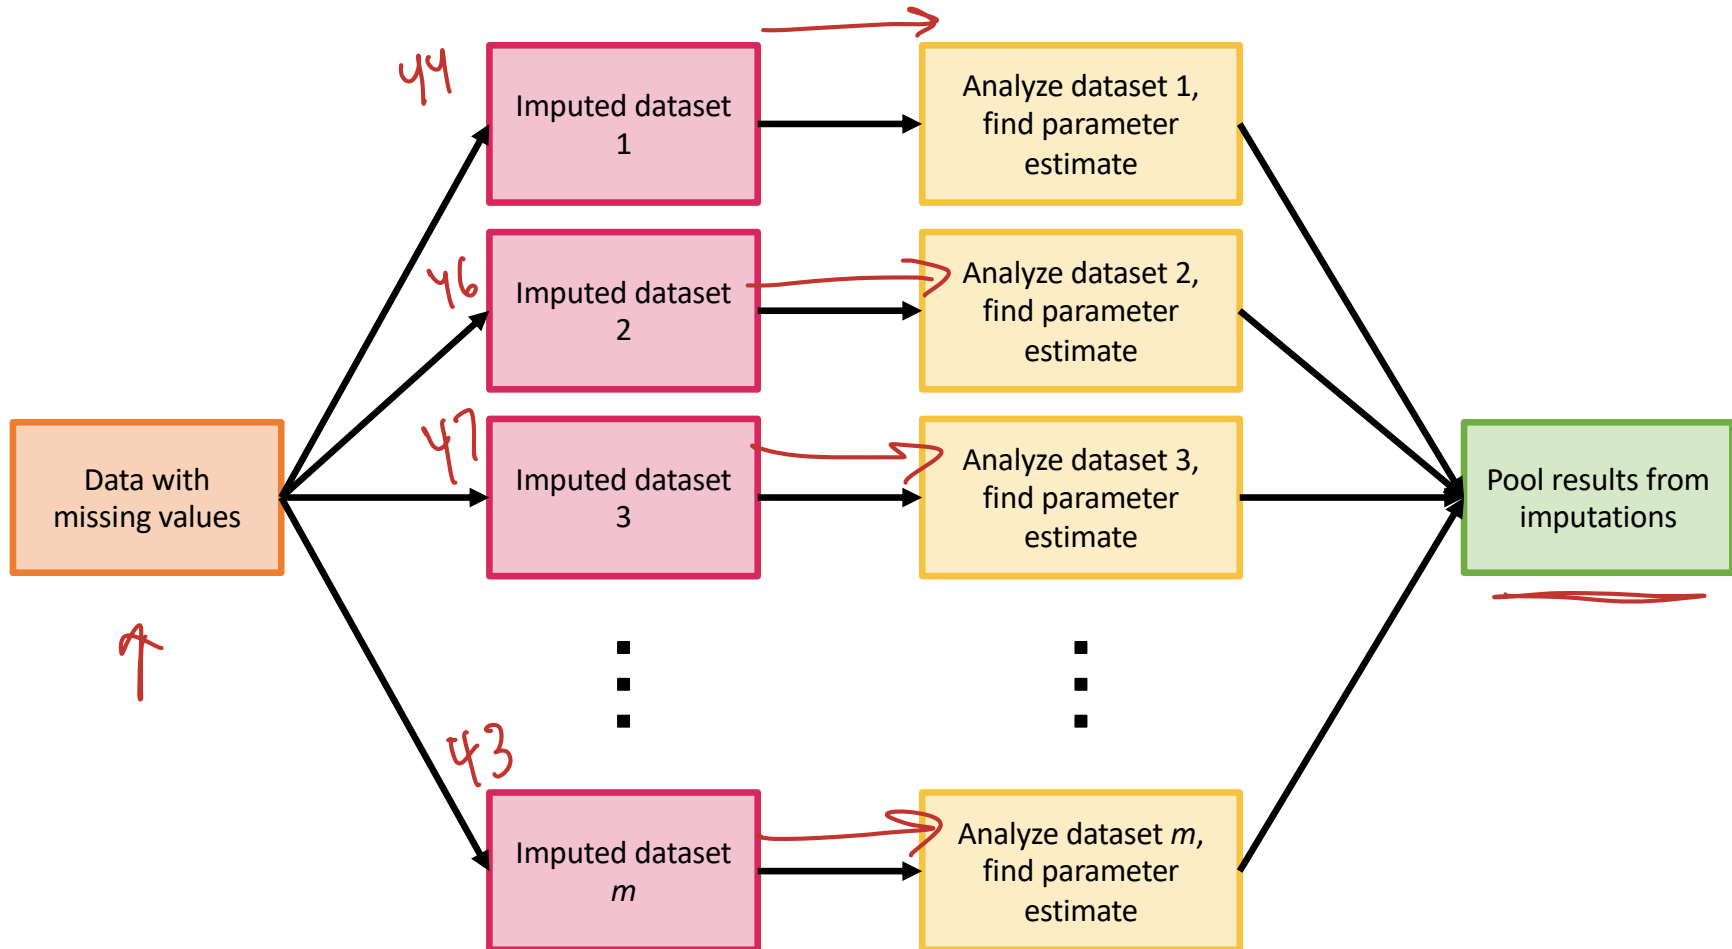 44
Imputed dataset
1
Analyze dataset 1,
find parameter
estimate
46
Imputed dataset
2
Analyze dataset 2,
find parameter
estimate
Data with
missing values
47
Imputed dataset
3
Analyze dataset 3,
find parameter
estimate
Pool results from
imputations
43
Imputed dataset
m
Analyze dataset m,
find parameter
estimate